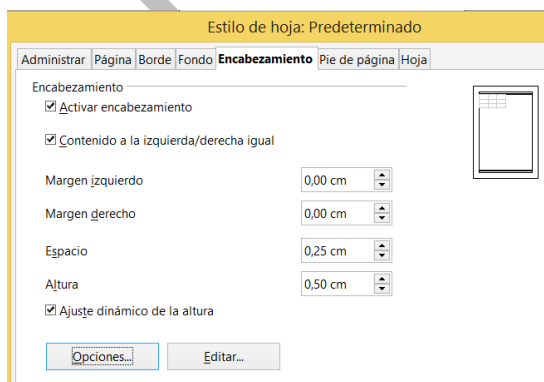 Estilo de hoja: Predeterminado
Administrar Página Borde Fondo Encabezamiento Pie de página Hoja
Encabezamiento
Activar encabezamiento
Contenido a la izquierda/derecha igual
Margen izquierdo 0,00 cm
Margen derecho 0,00 cm
Espacio 0,25 cm
Altura 0,50 cm
Ajuste dinámico de la altura
Opciones... Editar...